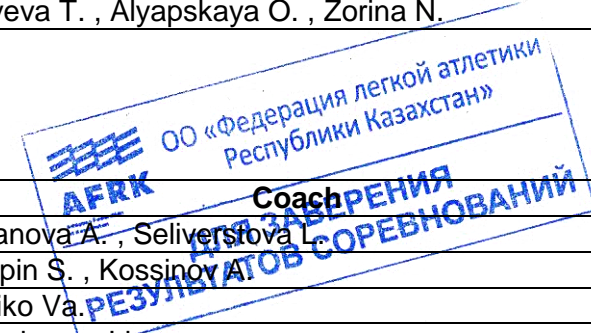 yeva T. , Alyapskaya O. , Zorina N.
ОО «Федерация легкой атлетики
Республики Казахстан»
AFRK
ДЛЯ ЗАВЕРЕНИЯ
РЕЗУЛЬТАТОВ СОРЕВНОВАНИЙ
Coach
anova A. , Seliverstova L.
pin S. , Kossinov A.
iko Va.